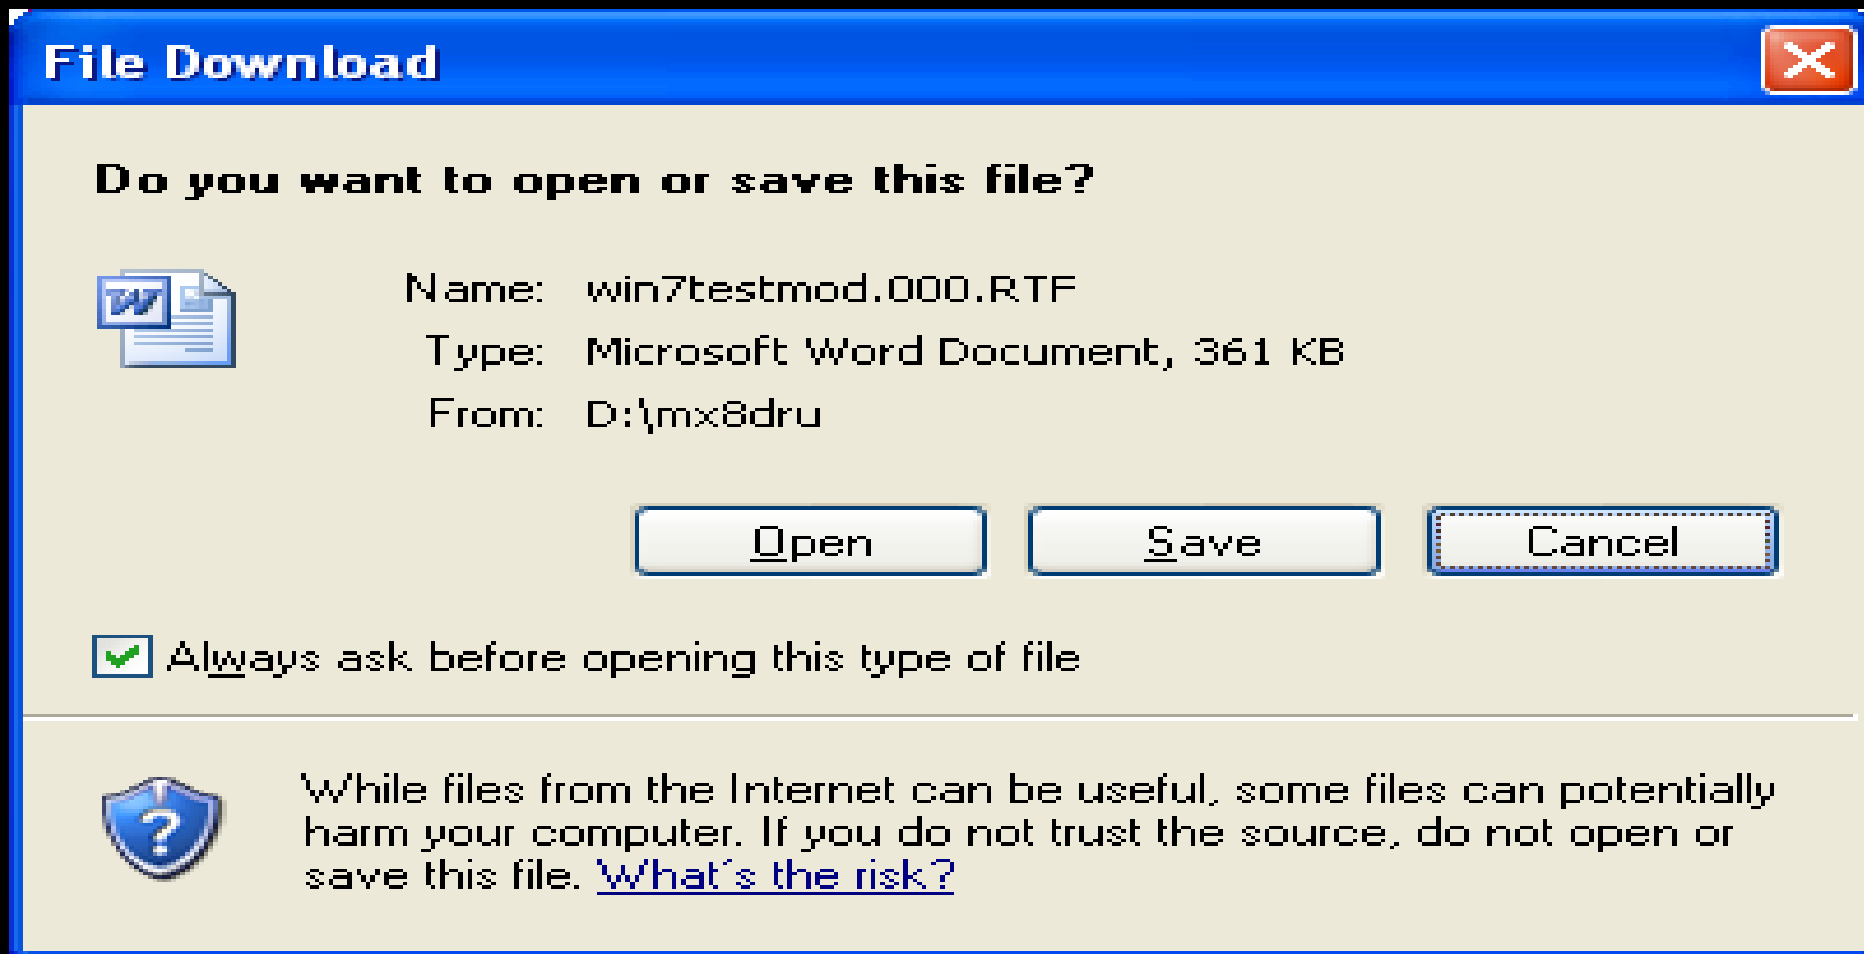 File Download
Do you want to open or save this file?
W
Name: win7testmod.000.RTF
Type: Microsoft Word Document, 361 KB
From: D:\mx8dru
Open Save Cancel
Always ask before opening this type of file
?
While files from the Internet can be useful, some files can potentially
harm your computer. If you do not trust the source, do not open or
save this file. What's the risk?